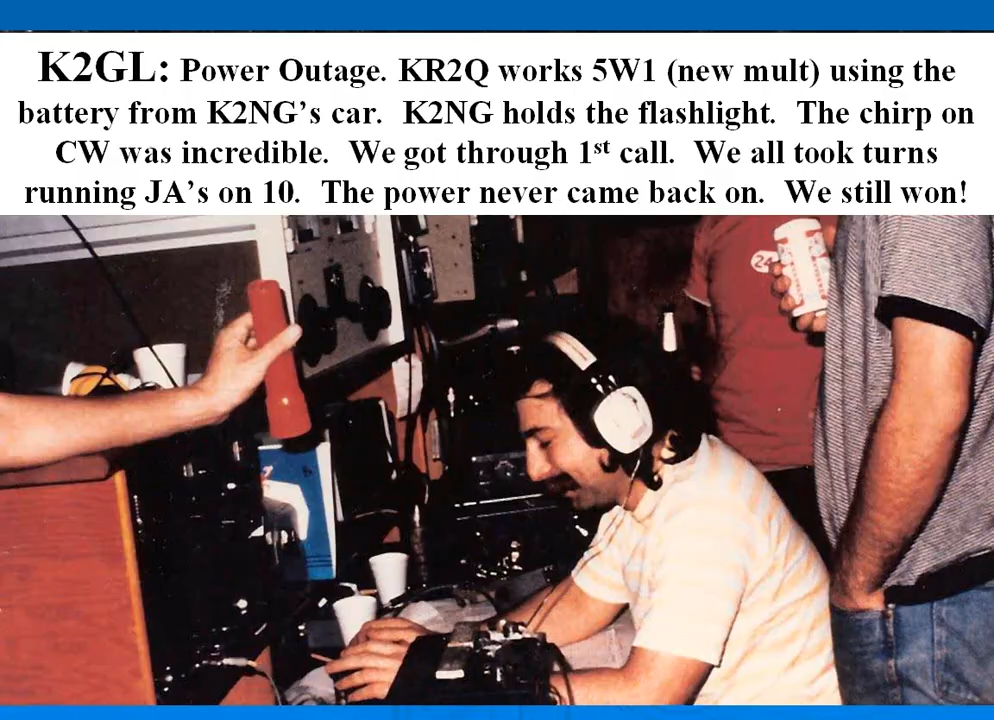 K2GL: Power Outage. KR2Q works 5W1 (new mult) using the
battery from K2NG’s car. K2NG holds the flashlight. The chirp on
CW was incredible. We got through 1st call. We all took turns
running JA’s on 10. The power never came back on. We still won!
24